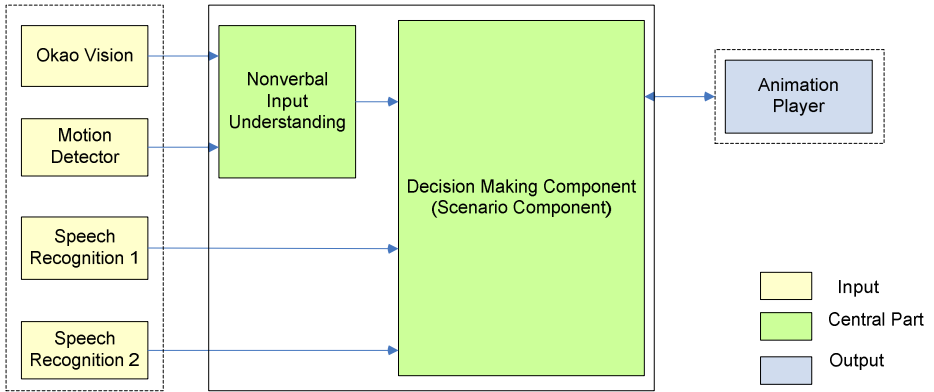 Okao Vision
Motion
Detector
Speech
Recognition 1
Speech
Recognition 2
Nonverbal
Input
Understanding
Decision Making Component
(Scenario Component)
Animation
Player
Input
Central Part
Output